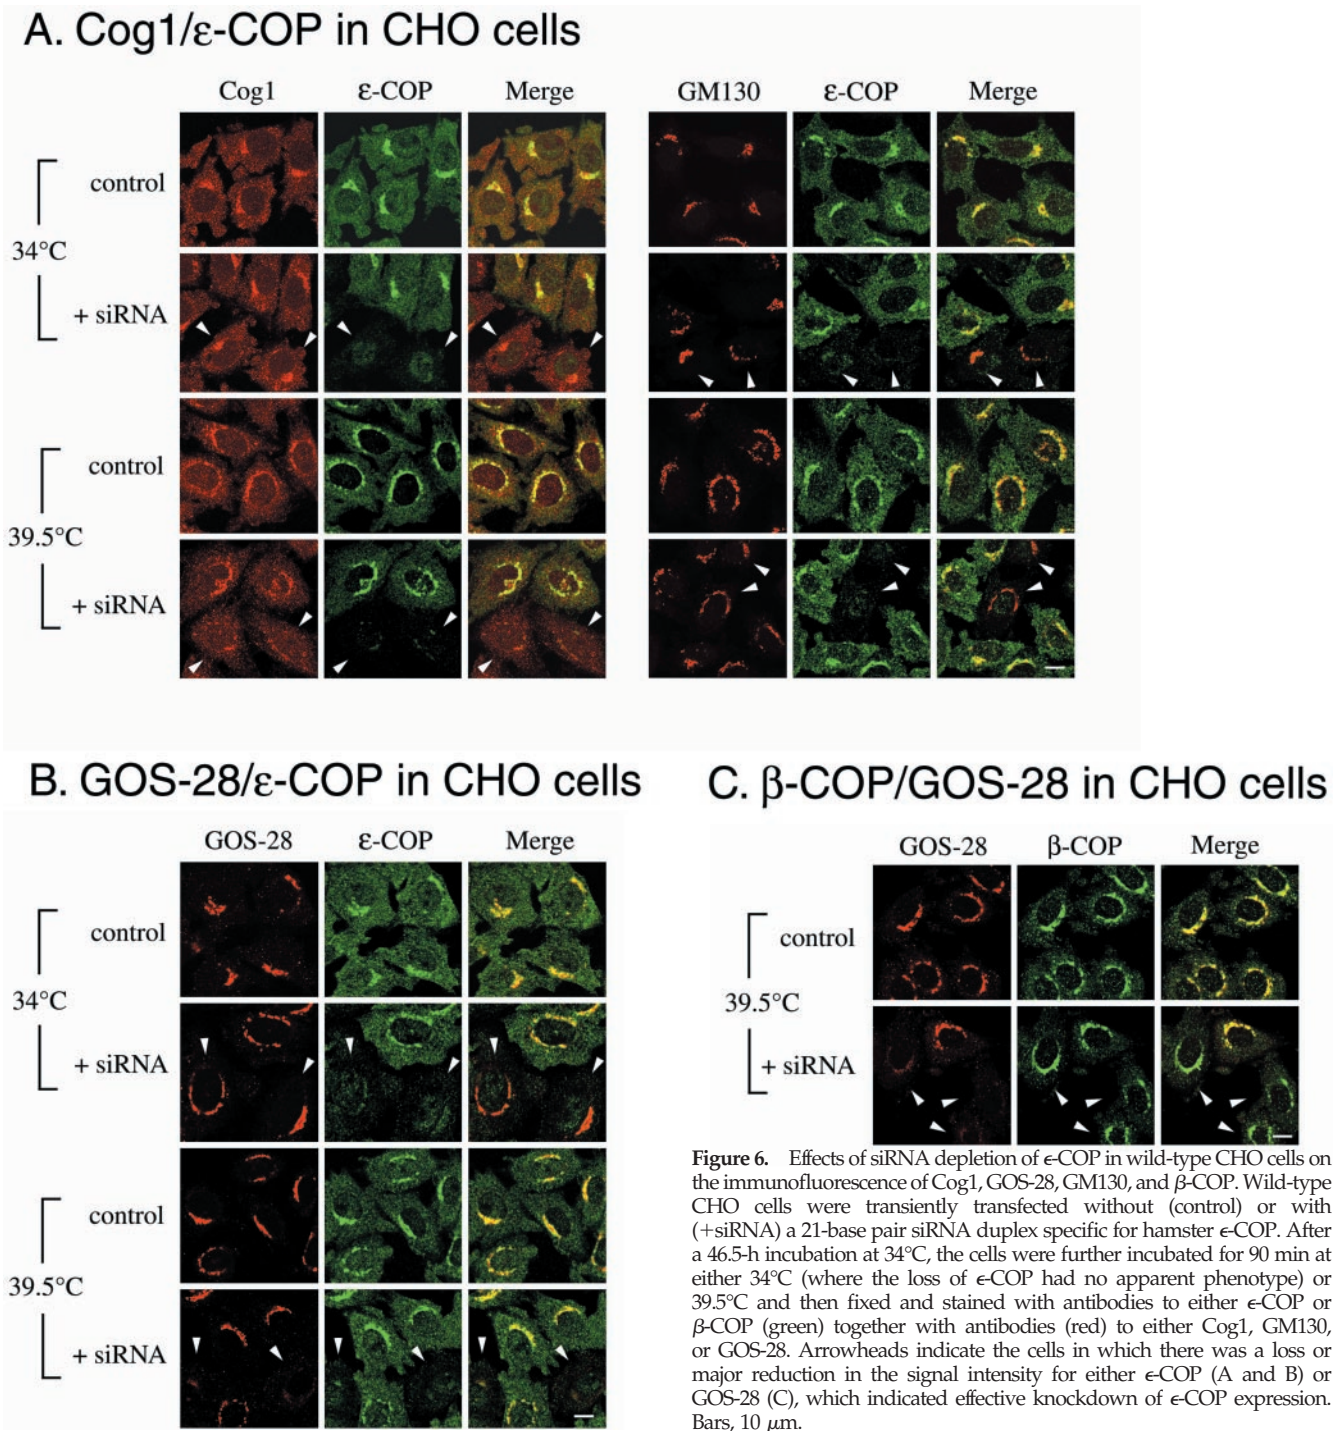 A. Cog1/ε-COP in CHO cells
Cog1 ε-COP Merge GM130 ε-COP Merge
control
34°C
+ siRNA
control
39.5°C
+ siRNA
B. GOS-28/ε-COP in CHO cells
GOS-28 ε-COP Merge
control
34°C
+ siRNA
control
39.5°C
+ siRNA
C. β-COP/GOS-28 in CHO cells
GOS-28 β-COP Merge
control
39.5°C
+ siRNA
Figure 6. Effects of siRNA depletion of ϵ-COP in wild-type CHO cells on
the immunofluorescence of Cog1, GOS-28, GM130, and β-COP. Wild-type
CHO cells were transiently transfected without (control) or with
(+siRNA) a 21-base pair siRNA duplex specific for hamster ϵ-COP. After
a 46.5-h incubation at 34°C, the cells were further incubated for 90 min at
either 34°C (where the loss of ϵ-COP had no apparent phenotype) or
39.5°C and then fixed and stained with antibodies to either ϵ-COP or
β-COP (green) together with antibodies (red) to either Cog1, GM130,
or GOS-28. Arrowheads indicate the cells in which there was a loss or
major reduction in the signal intensity for either ϵ-COP (A and B) or
GOS-28 (C), which indicated effective knockdown of ϵ-COP expression.
Bars, 10 μm.